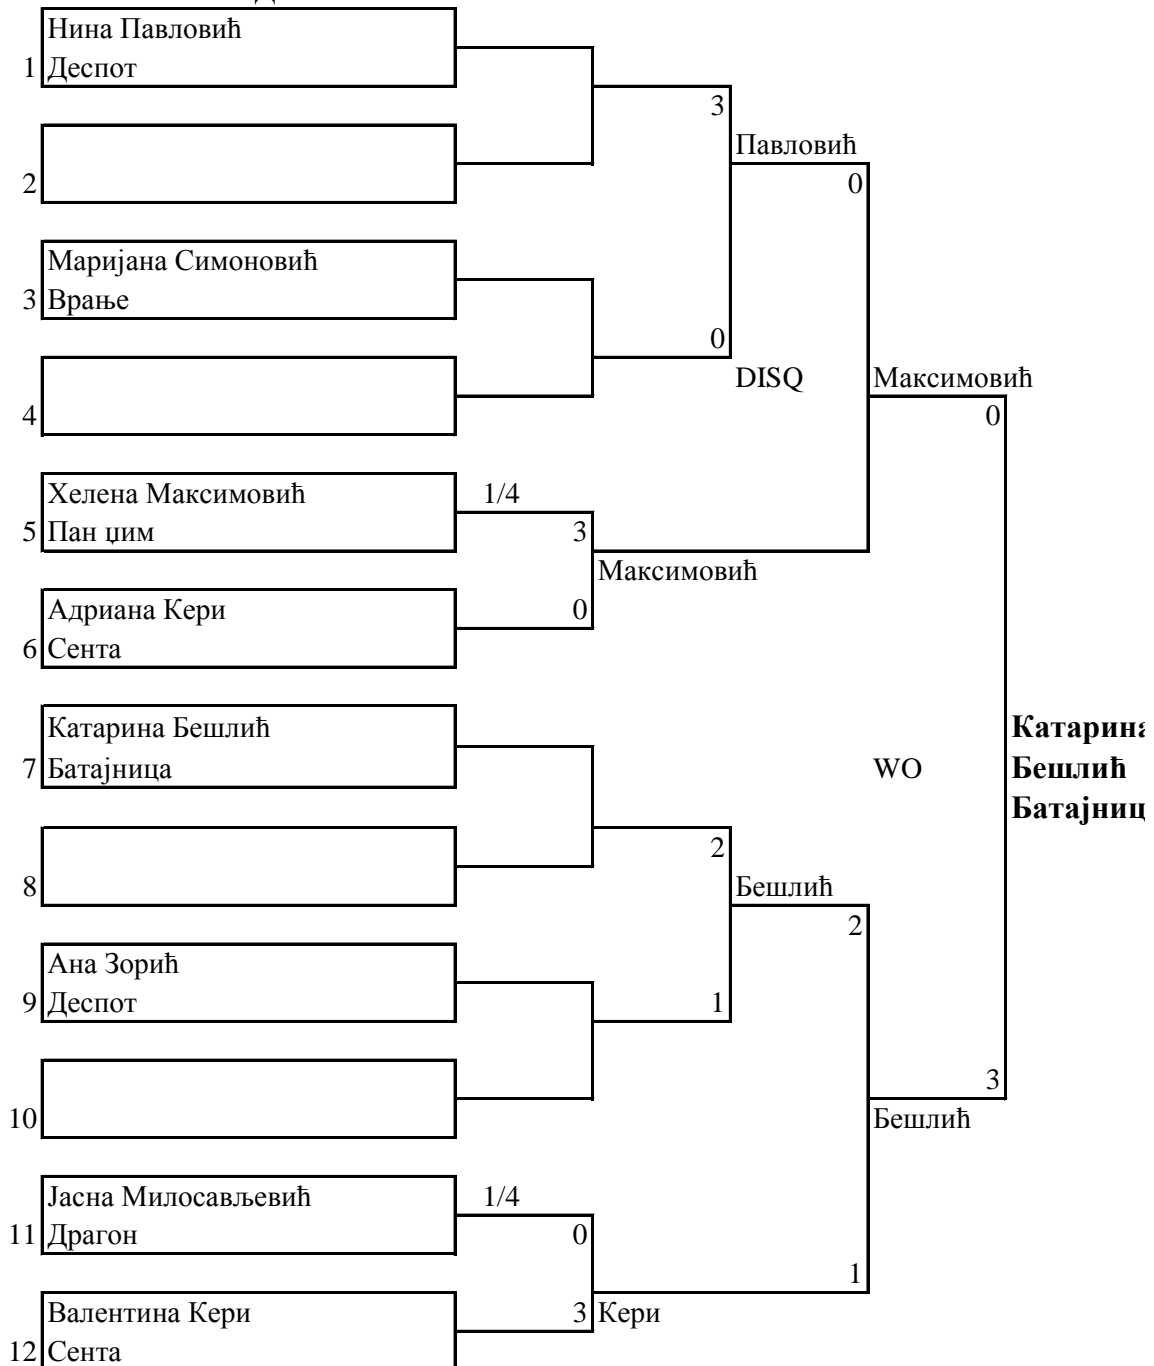 Нина Павловић
1 Деспот
3
Павловић
2
0
Маријана Симоновић
3 Врање
0
DISQ
Максимовић
4
0
Хелена Максимовић
1/4
5 Пан џим
3
Максимовић
Адриана Кери
0
6 Сента
Катарина Бешлић
Катарина
7 Батајница
WO
Бешлић
Батајниц
2
8
Бешлић
2
Ана Зорић
9 Деспот
1
3
10
Бешлић
Јасна Милосављевић
1/4
11 Драгон
0
1
Валентина Кери
3
Кери
12 Сента